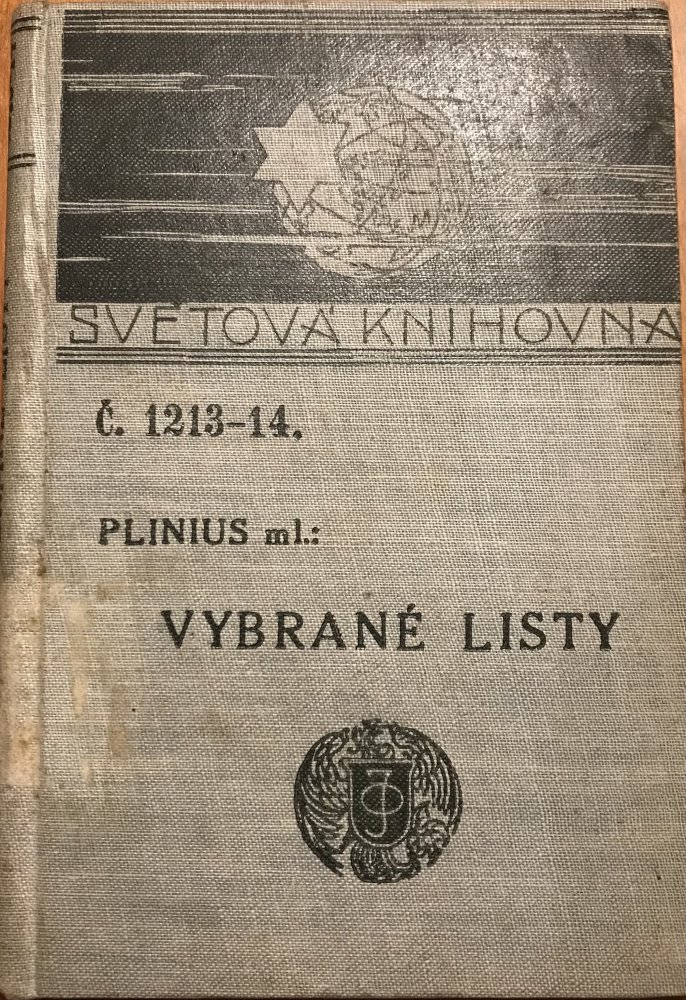 SVĚTOVÁ KNIHOVNA
Č. 1213-14.
PLINIUS ml.:
VYBRANÉ LISTY